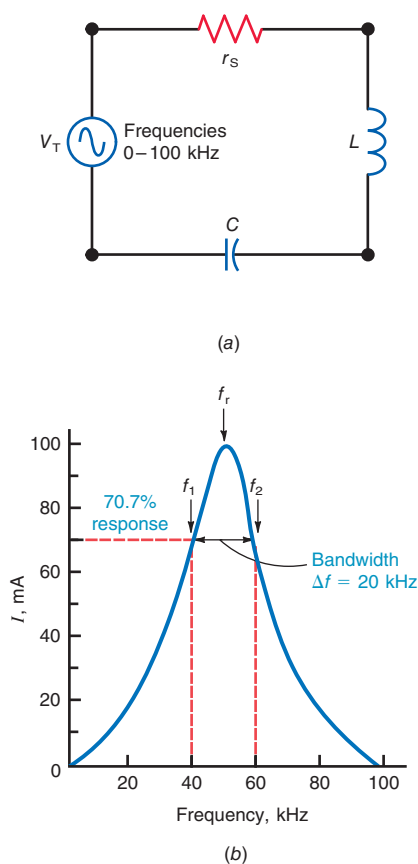 r_S
V_T
Frequencies
0–100 kHz
L
C
(a)
f_r
100
f_1
f_2
70.7%
response
80
Bandwidth
Δf = 20 kHz
60
I, mA
40
20
0
20 40 60 80 100
Frequency, kHz
(b)